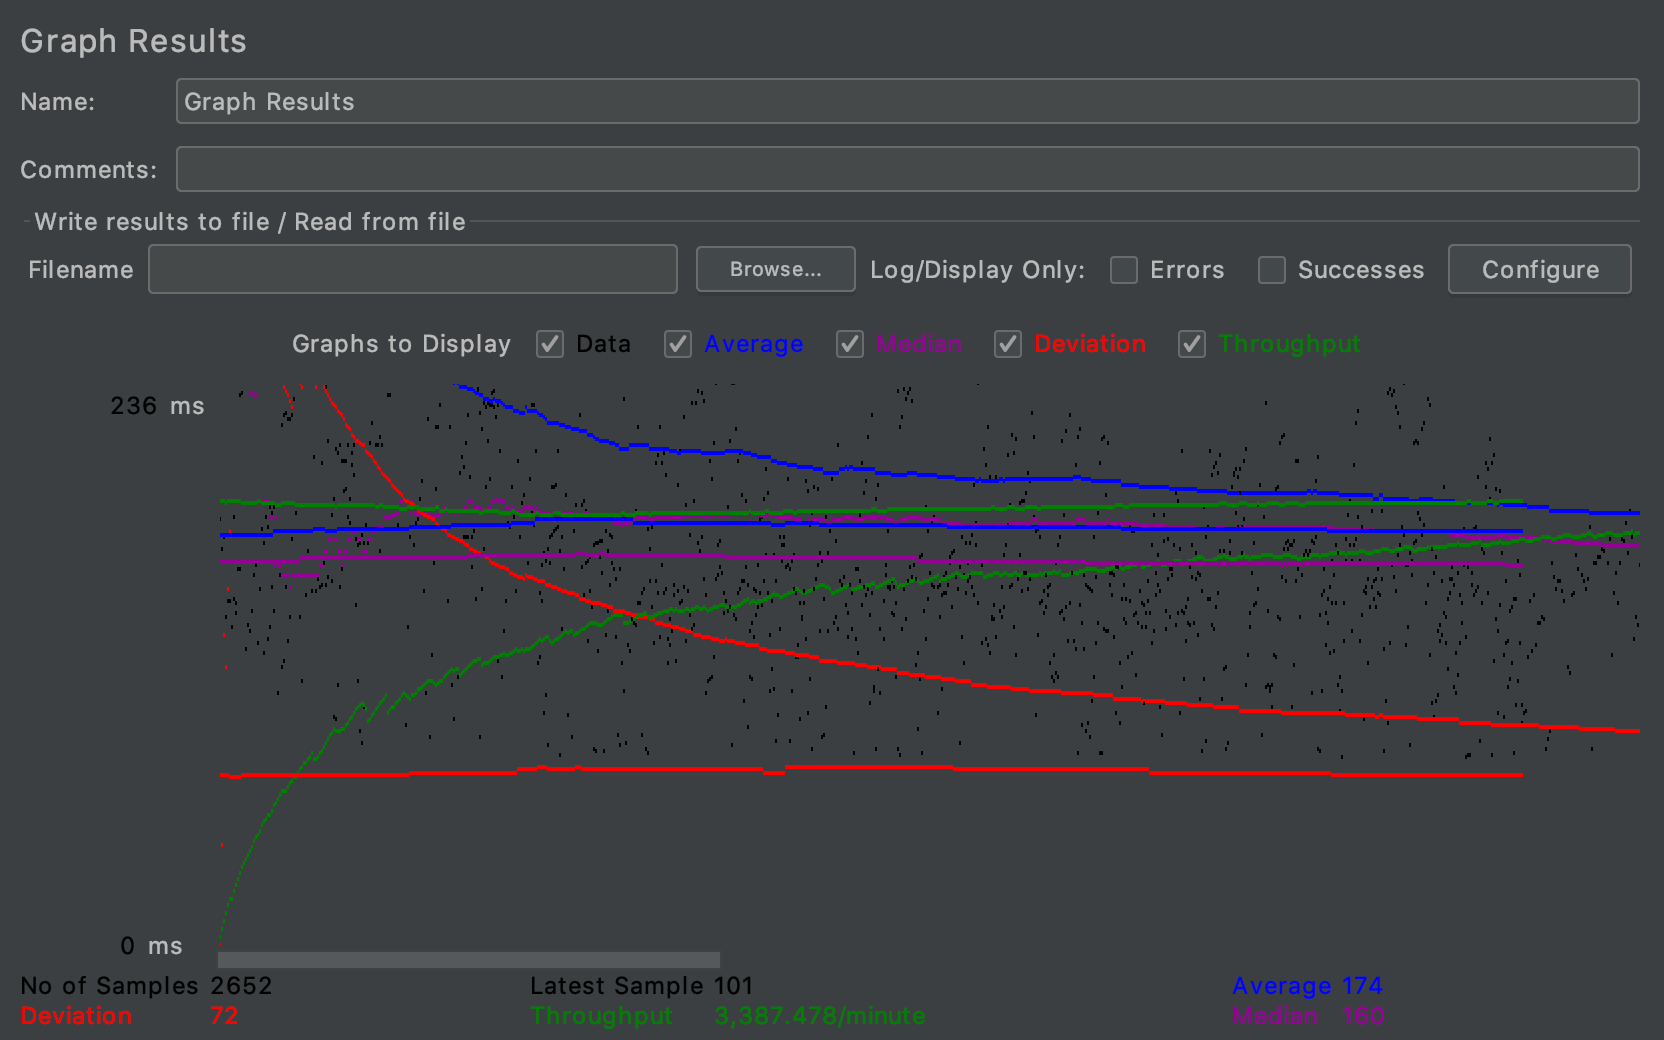 Graph Results
Name: Graph Results
Comments:
Write results to file / Read from file
Filename Browse... Log/Display Only: Errors Successes Configure
Graphs to Display Data Average Median Deviation Throughput
236 ms
0 ms
No of Samples 2652 Latest Sample 101 Average 174
Deviation 72 Throughput 3,387.478/minute Median 160